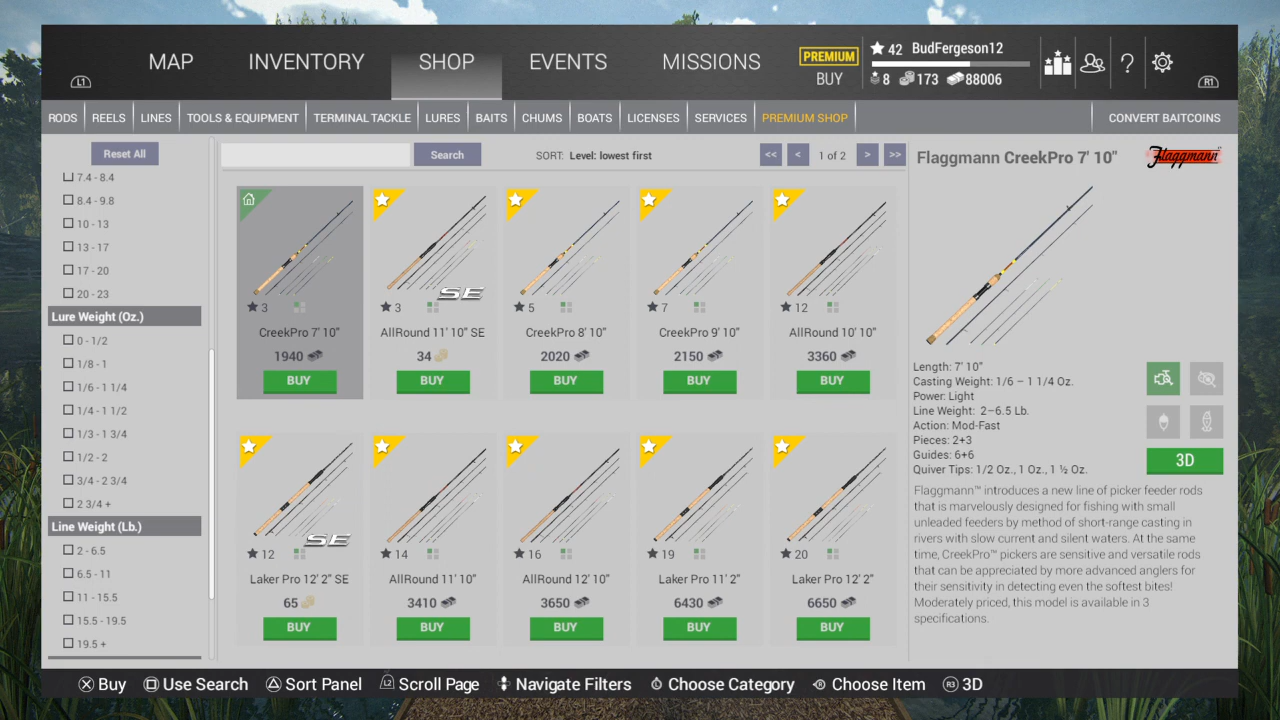 MAP
INVENTORY
SHOP
EVENTS
MISSIONS
PREMIUM
BUY
42 BudFergeson12
8 173 88006
L1
R1
RODS
REELS
LINES
TOOLS & EQUIPMENT
TERMINAL TACKLE
LURES
BAITS
CHUMS
BOATS
LICENSES
SERVICES
PREMIUM SHOP
CONVERT BAITCOINS
Reset All
7.4 - 8.4
8.4 - 9.8
10 - 13
13 - 17
17 - 20
20 - 23
Lure Weight (Oz.)
0 - 1/2
1/8 - 1
1/6 - 1 1/4
1/4 - 1 1/2
1/3 - 1 3/4
1/2 - 2
3/4 - 2 3/4
2 3/4 +
Line Weight (Lb.)
2 - 6.5
6.5 - 11
11 - 15.5
15.5 - 19.5
19.5 +
Search
SORT: Level: lowest first
<< < 1 of 2 > >>
3
CreekPro 7' 10"
1940
BUY
SE
3
AllRound 11' 10" SE
34
BUY
5
CreekPro 8' 10"
2020
BUY
7
CreekPro 9' 10"
2150
BUY
12
AllRound 10' 10"
3360
BUY
SE
12
Laker Pro 12' 2" SE
65
BUY
14
AllRound 11' 10"
3410
BUY
16
AllRound 12' 10"
3650
BUY
19
Laker Pro 11' 2"
6430
BUY
20
Laker Pro 12' 2"
6650
BUY
Flaggmann CreekPro 7' 10"
Flaggmann
Length: 7' 10"
Casting Weight: 1/6 – 1 1/4 Oz.
Power: Light
Line Weight: 2–6.5 Lb.
Action: Mod-Fast
Pieces: 2+3
Guides: 6+6
Quiver Tips: 1/2 Oz., 1 Oz., 1 ½ Oz.
3D
Flaggmann™ introduces a new line of picker feeder rods
that is marvelously designed for fishing with small
unleaded feeders by method of short-range casting in
rivers with slow current and silent waters. At the same
time, CreekPro™ pickers are sensitive and versatile rods
that can be appreciated by more advanced anglers for
their sensitivity in detecting even the softest bites!
Moderately priced, this model is available in 3
specifications.
Buy
Use Search
Sort Panel
L2 Scroll Page
Navigate Filters
Choose Category
Choose Item
R3 3D